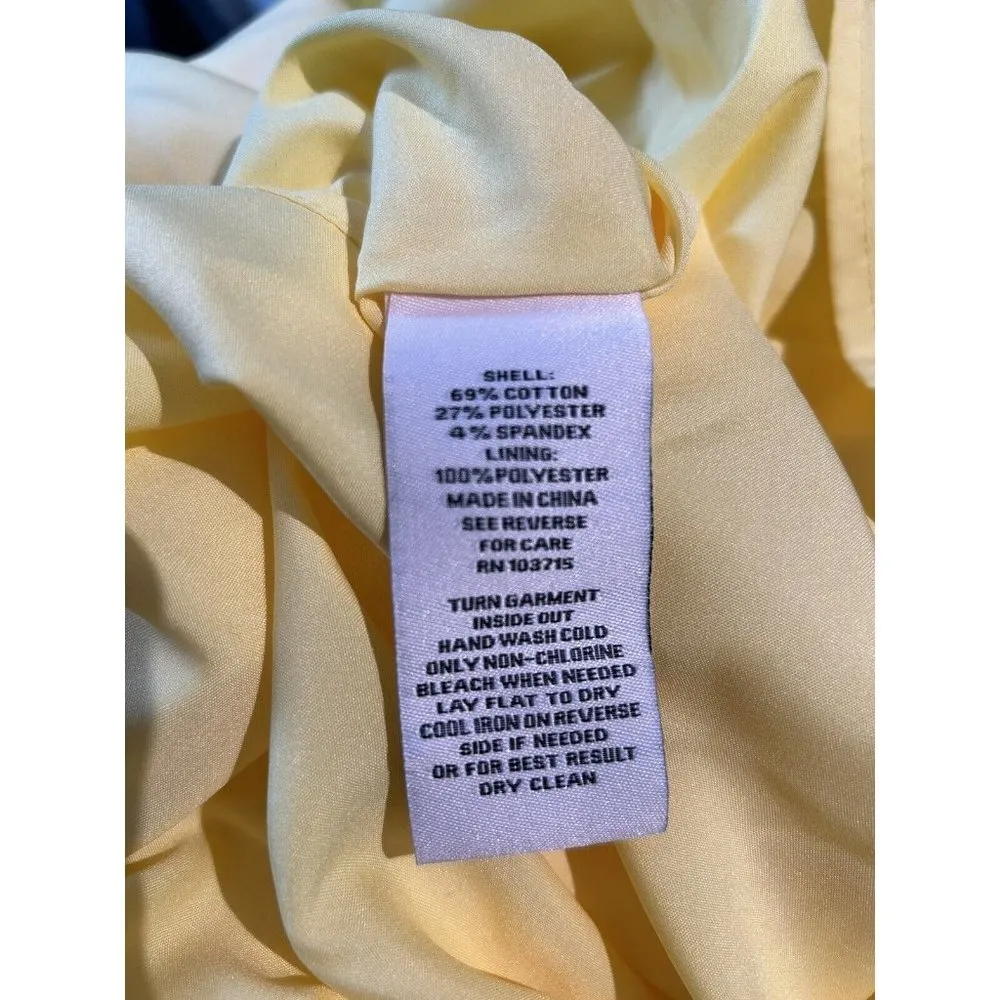 SHELL:
69% COTTON
27% POLYESTER
4% SPANDEX
LINING:
100% POLYESTER
MADE IN CHINA
SEE REVERSE
FOR CARE
RN 103715
TURN GARMENT
INSIDE OUT
HAND WASH COLD
ONLY NON-CHLORINE
BLEACH WHEN NEEDED
LAY FLAT TO DRY
COOL IRON ON REVERSE
SIDE IF NEEDED
OR FOR BEST RESULT
DRY CLEAN